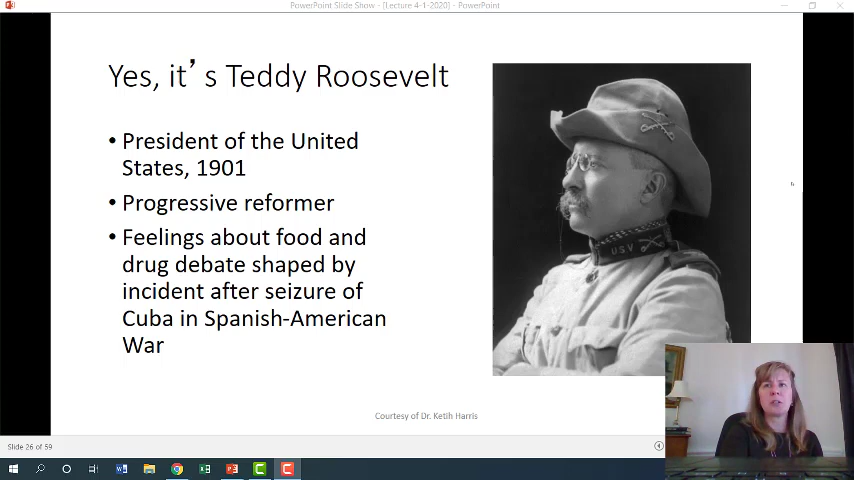 PowerPoint Slide Show - [Lecture 4-1-2020] - PowerPoint
Yes, it's Teddy Roosevelt
• President of the United
States, 1901
• Progressive reformer
• Feelings about food and
drug debate shaped by
incident after seizure of
Cuba in Spanish-American
War
USV
Courtesy of Dr. Ketih Harris
Slide 26 of 59